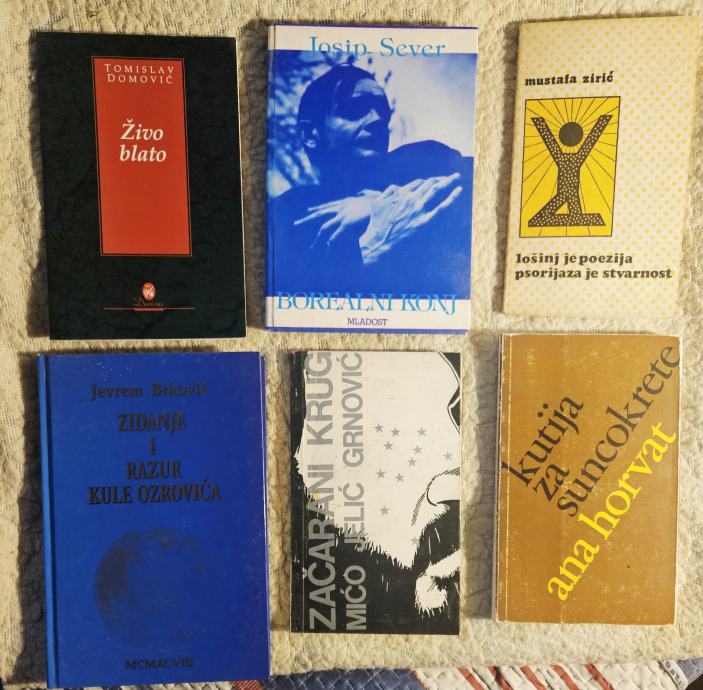 TOMISLAV
DOMOVIĆ
Živo
blato
Josip Sever
BOREALNI KONJ
MLADOST
mustafa zirić
lošinj je poezija
psorijaza je stvarnost
Jevrem Brković
ZIDANJE
I
RAZUR
KULE OZROVIĆA
MCMXCVIII
ZAČARANI KRUG
MIĆO JELIĆ GRNOVIĆ
kutija
za
suncokrete
ana horvat